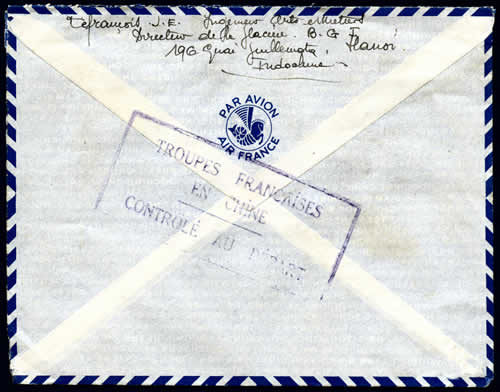 Lefrançois. J. E. Ingénieur Arts et Métiers
Directeur de la Glacière. B. G. I.
196 Quai Guillemoto, Hanoi.
Indochine
PAR AVION
AIR FRANCE
TROUPES FRANÇAISES
EN CHINE
CONTROLÉ AU DÉPART